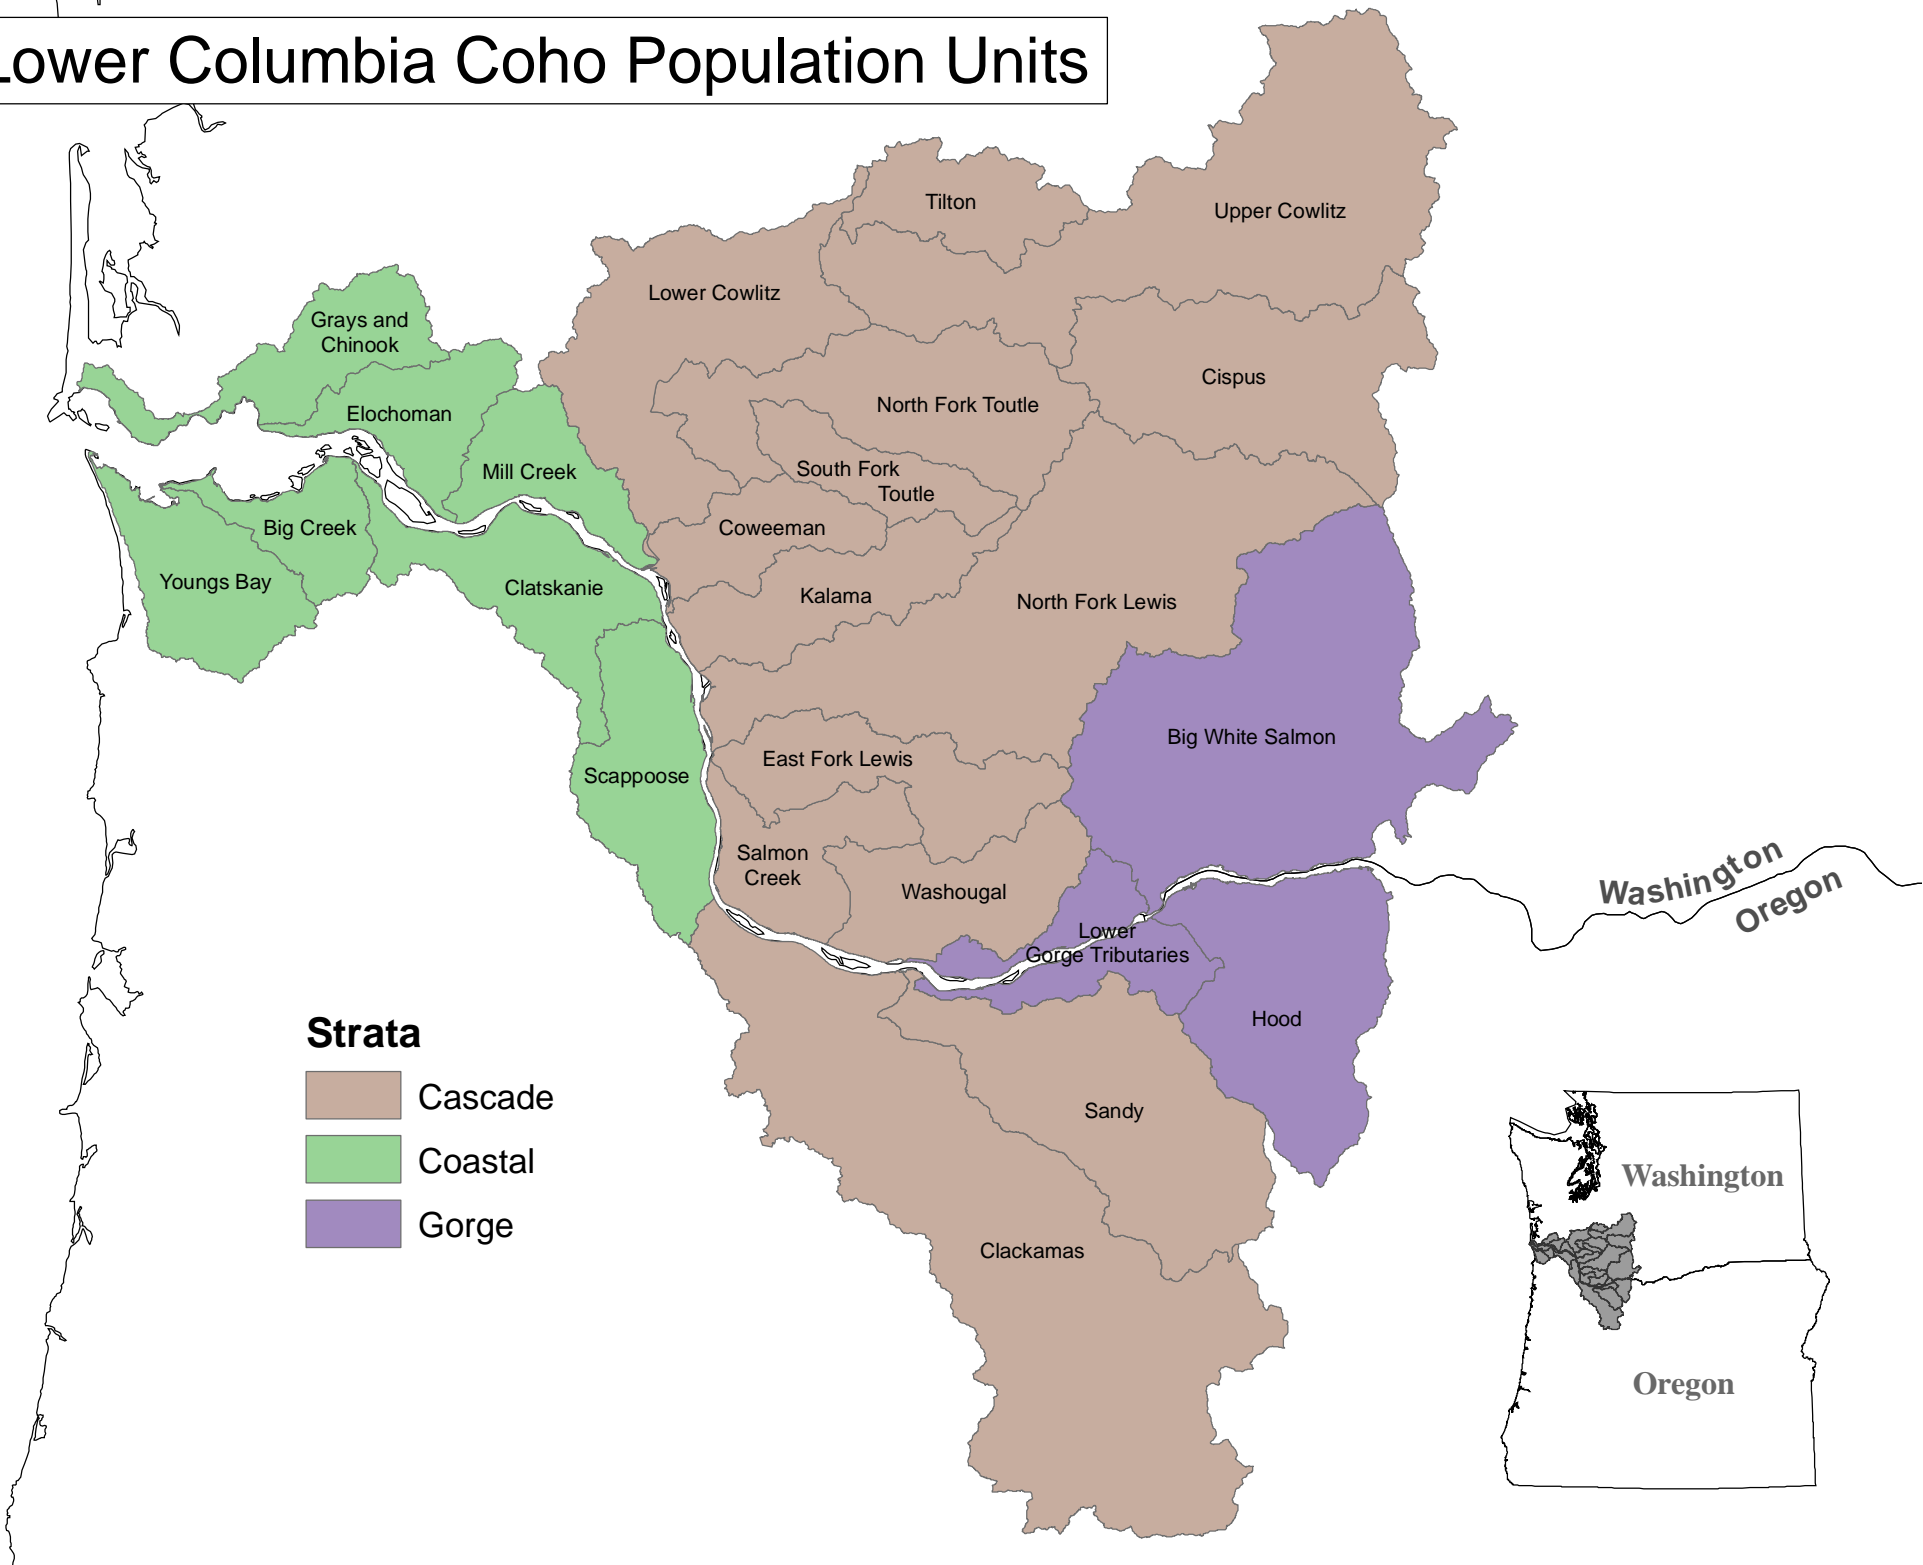 Lower Columbia Coho Population Units
Tilton
Upper Cowlitz
Lower Cowlitz
Grays and
Chinook
Cispus
North Fork Toutle
Elochoman
Mill Creek
South Fork
Toutle
Big Creek
Coweeman
Youngs Bay
Clatskanie
Kalama
North Fork Lewis
Big White Salmon
East Fork Lewis
Scappoose
Salmon
Creek
Washougal
Washington
Oregon
Lower
Gorge Tributaries
Hood
Strata
Cascade
Coastal
Gorge
Sandy
Clackamas
Washington
Oregon